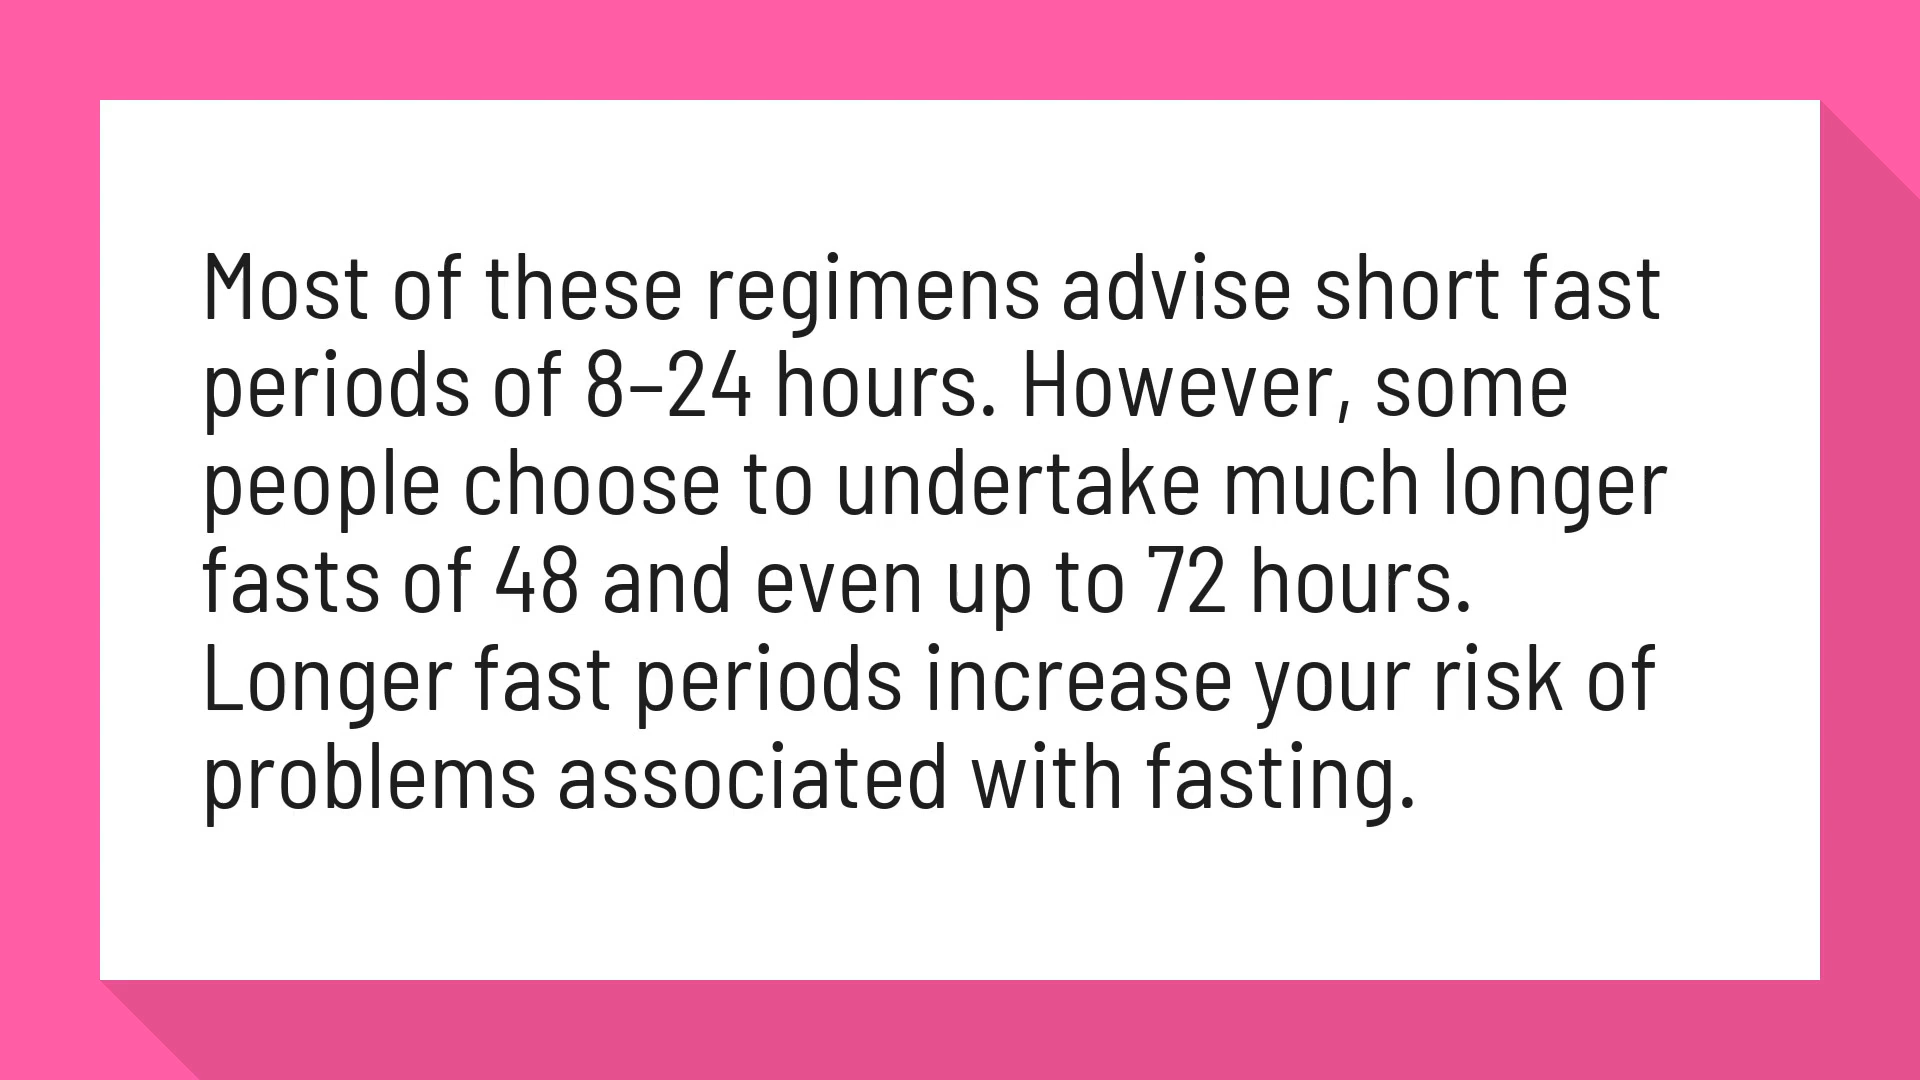 Most of these regimens advise short fast
periods of 8–24 hours. However, some
people choose to undertake much longer
fasts of 48 and even up to 72 hours.
Longer fast periods increase your risk of
problems associated with fasting.